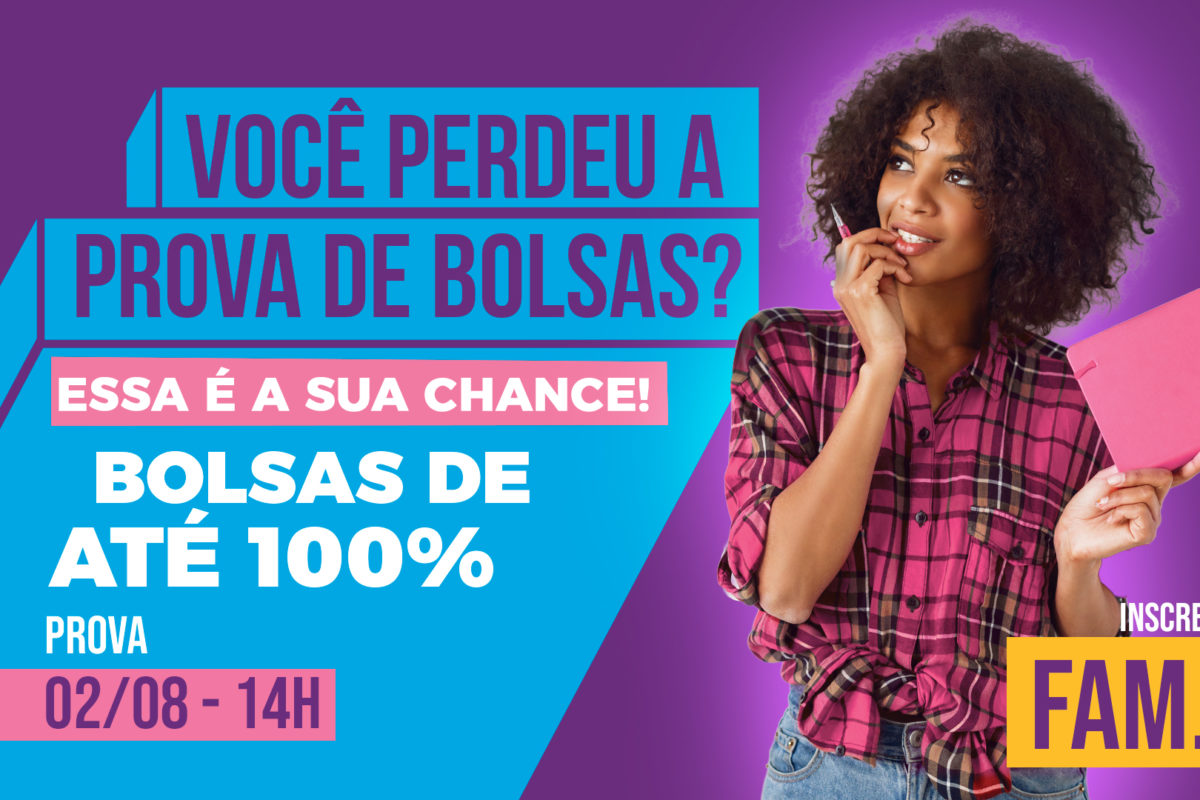 VOCÊ PERDEU A
PROVA DE BOLSAS?
ESSA É A SUA CHANCE!
BOLSAS DE
ATÉ 100%
PROVA
02/08 - 14H
FAM.